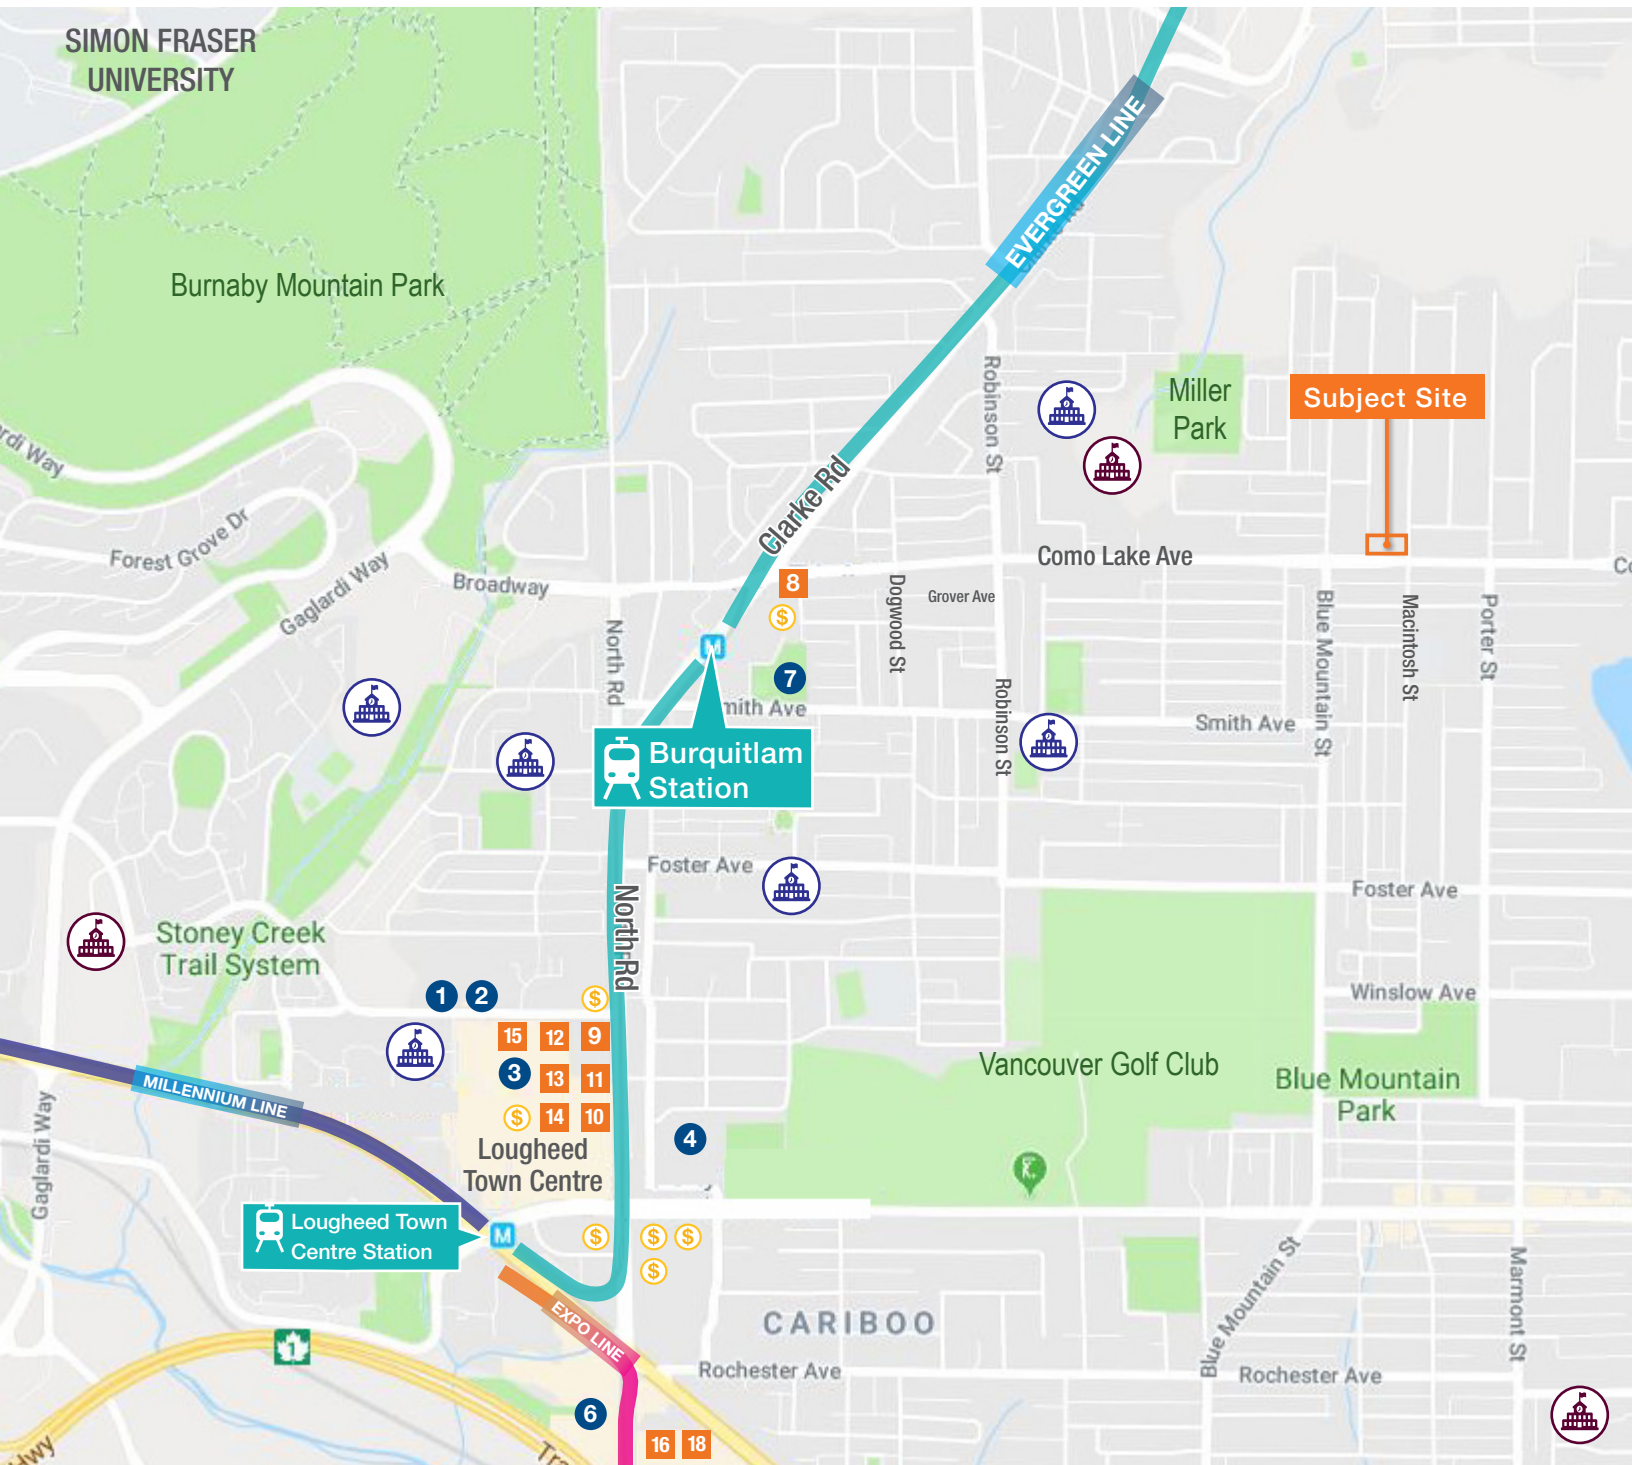 SIMON FRASER
UNIVERSITY
EVERGREEN LINE
Burnaby Mountain Park
Robinson St
Miller
Park
Subject Site
Clarke Rd
Forest Grove Dr
Gaglardi Way
Broadway
Como Lake Ave
8
$
Dogwood St
Grover Ave
North Rd
M
7
Blue Mountain St
Macintosh St
Porter St
Robinson St
Smith Ave
Burquitlam
Station
Foster Ave
Foster Ave
North Rd
Stoney Creek
Trail System
1 2
$
Winslow Ave
15 12 9
3 13 11
$ 14 10
Vancouver Golf Club
Blue Mountain
Park
MILLENNIUM LINE
Gaglardi Way
4
Lougheed
Town Centre
Lougheed Town
Centre Station
M
$ $ $
$
Blue Mountain St
Marmont St
EXPO LINE
CARIBOO
1
Rochester Ave
Rochester Ave
6
16 18
Hwy